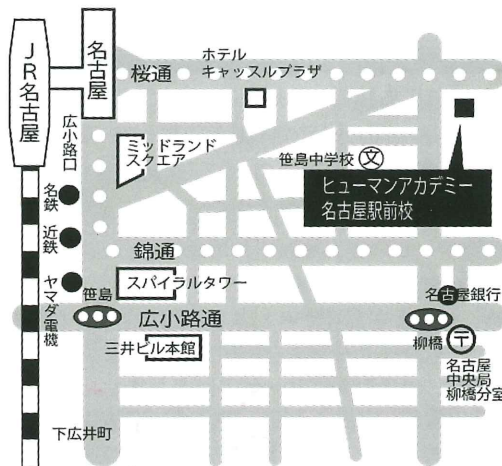 JR名古屋
名古屋
桜通
ホテル
キャッスルプラザ
広小路口
ミッドランド
スクエア
笹島中学校
文
ヒューマンアカデミー
名古屋駅前校
名鉄
近鉄
ヤマダ電機
錦通
スパイラルタワー
笹島
名古屋銀行
広小路通
柳橋
〒
三井ビル本館
名古屋
中央局
柳橋分室
下広井町